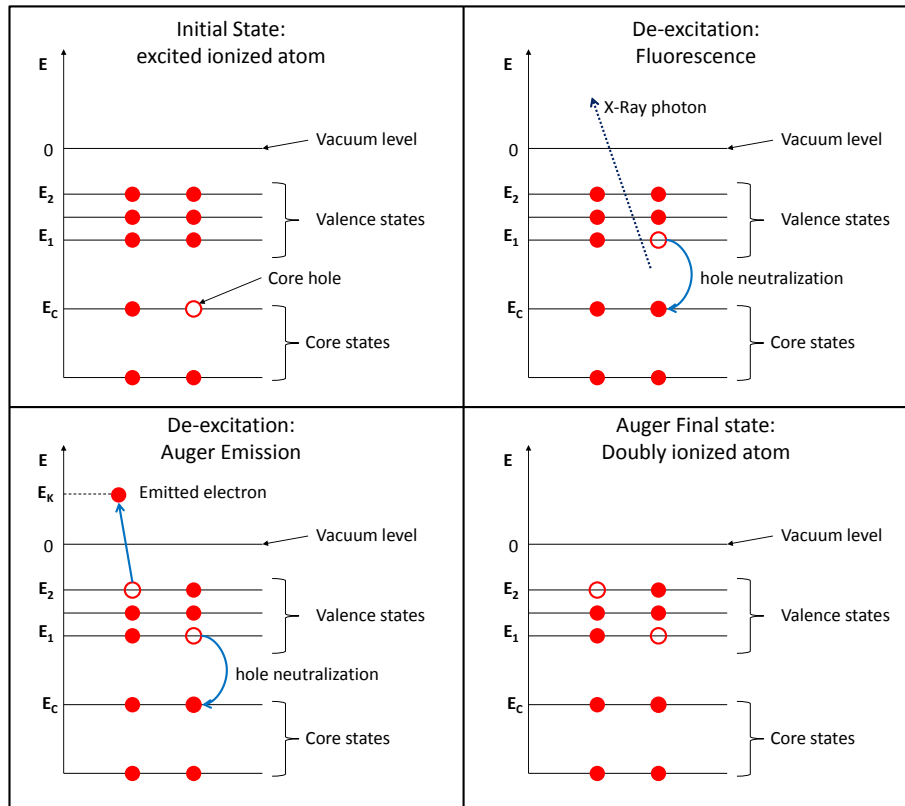 Initial State:
excited ionized atom
E
Vacuum level
0
E2
Valence states
E1
Core hole
EC
Core states
De-excitation:
Fluorescence
E
X-Ray photon
Vacuum level
0
E2
Valence states
E1
hole neutralization
EC
Core states
De-excitation:
Auger Emission
E
EK
Emitted electron
Vacuum level
0
E2
Valence states
E1
hole neutralization
EC
Core states
Auger Final state:
Doubly ionized atom
E
Vacuum level
0
E2
Valence states
E1
EC
Core states